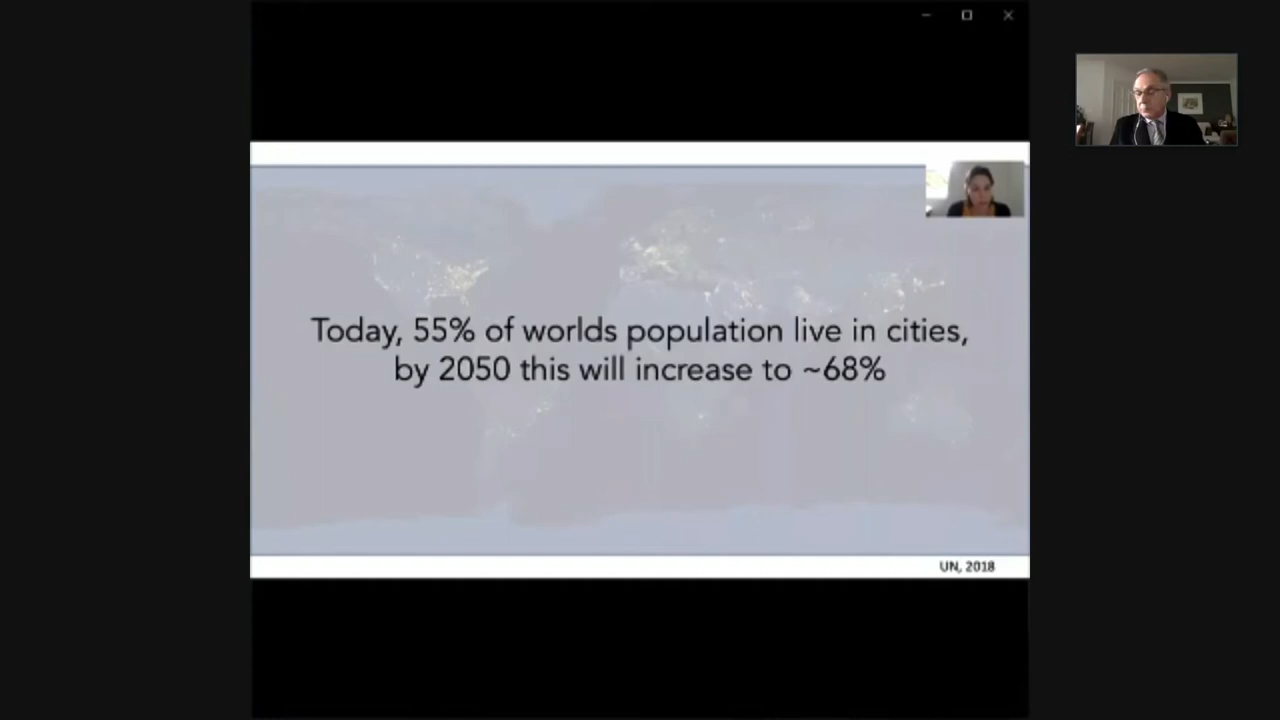 Today, 55% of worlds population live in cities,
by 2050 this will increase to ~68%
UN, 2018